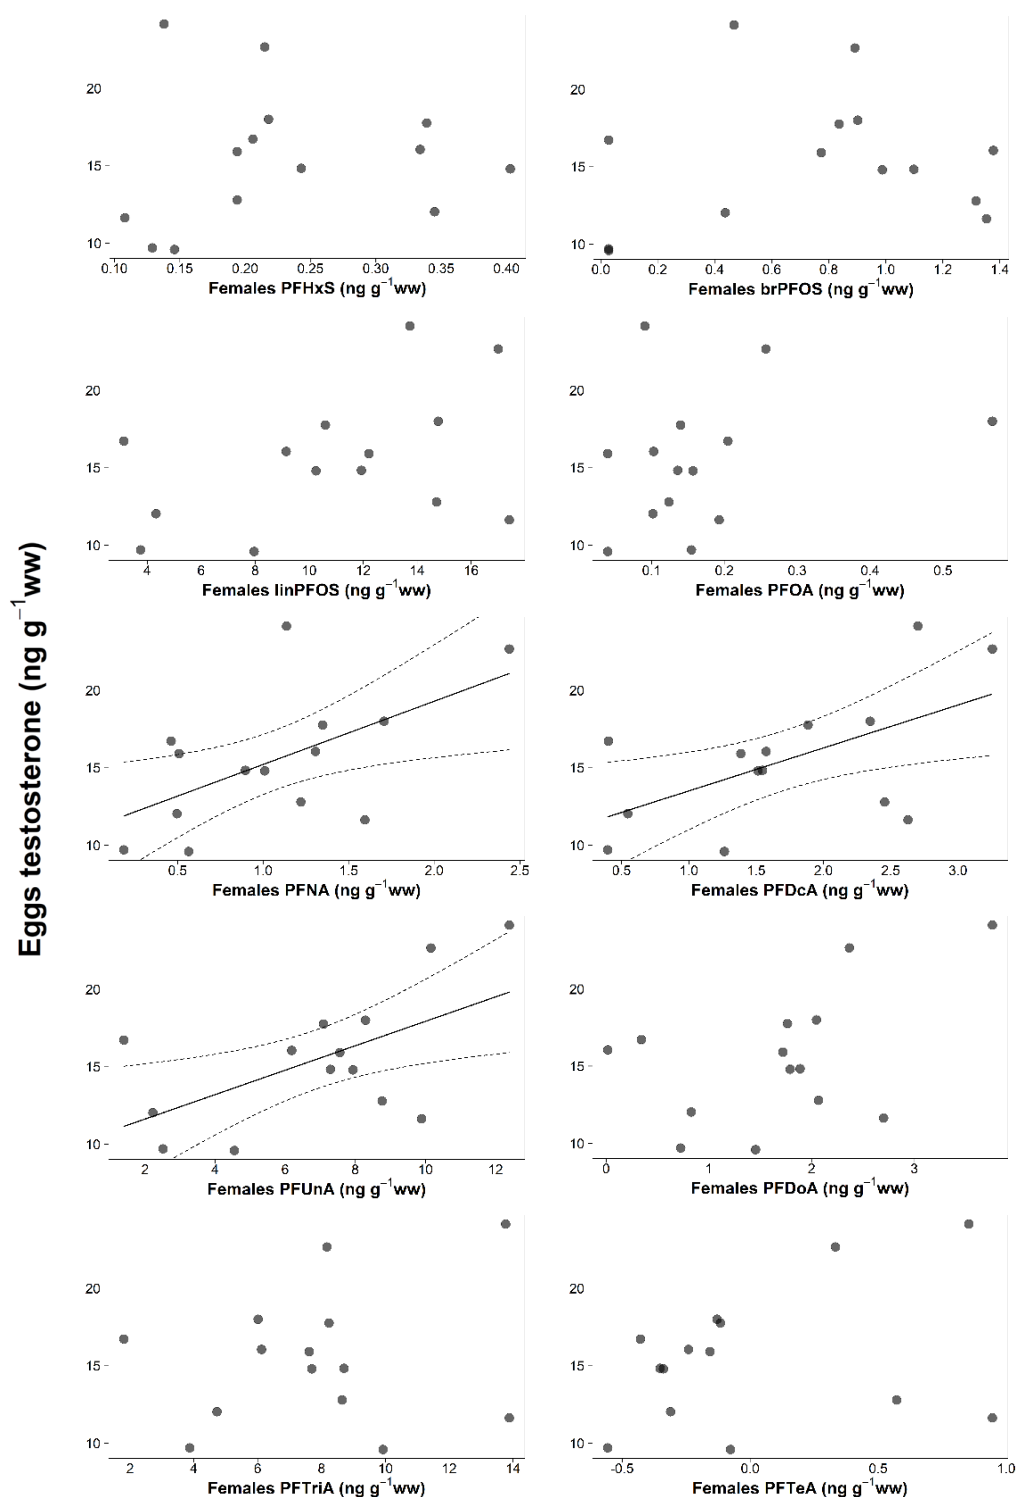 Eggs testosterone (ng g⁻¹ww)
20
15
10
0.10 0.15 0.20 0.25 0.30 0.35 0.40
Females PFHxS (ng g⁻¹ww)
20
15
10
0.0 0.2 0.4 0.6 0.8 1.0 1.2 1.4
Females brPFOS (ng g⁻¹ww)
20
15
10
4 6 8 10 12 14 16
Females linPFOS (ng g⁻¹ww)
20
15
10
0.1 0.2 0.3 0.4 0.5
Females PFOA (ng g⁻¹ww)
20
15
10
0.5 1.0 1.5 2.0 2.5
Females PFNA (ng g⁻¹ww)
20
15
10
0.5 1.0 1.5 2.0 2.5 3.0
Females PFDcA (ng g⁻¹ww)
20
15
10
2 4 6 8 10 12
Females PFUnA (ng g⁻¹ww)
20
15
10
0 1 2 3
Females PFDoA (ng g⁻¹ww)
20
15
10
2 4 6 8 10 12 14
Females PFTriA (ng g⁻¹ww)
20
15
10
-0.5 0.0 0.5 1.0
Females PFTeA (ng g⁻¹ww)